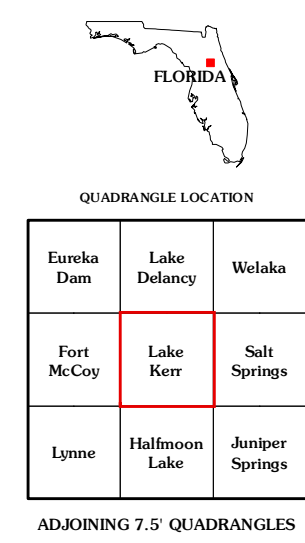 FLORIDA
QUADRANGLE LOCATION
Eureka
Dam
Lake
Delancy
Welaka
Fort
McCoy
Lake
Kerr
Salt
Springs
Lynne
Halfmoon
Lake
Juniper
Springs
ADJOINING 7.5' QUADRANGLES